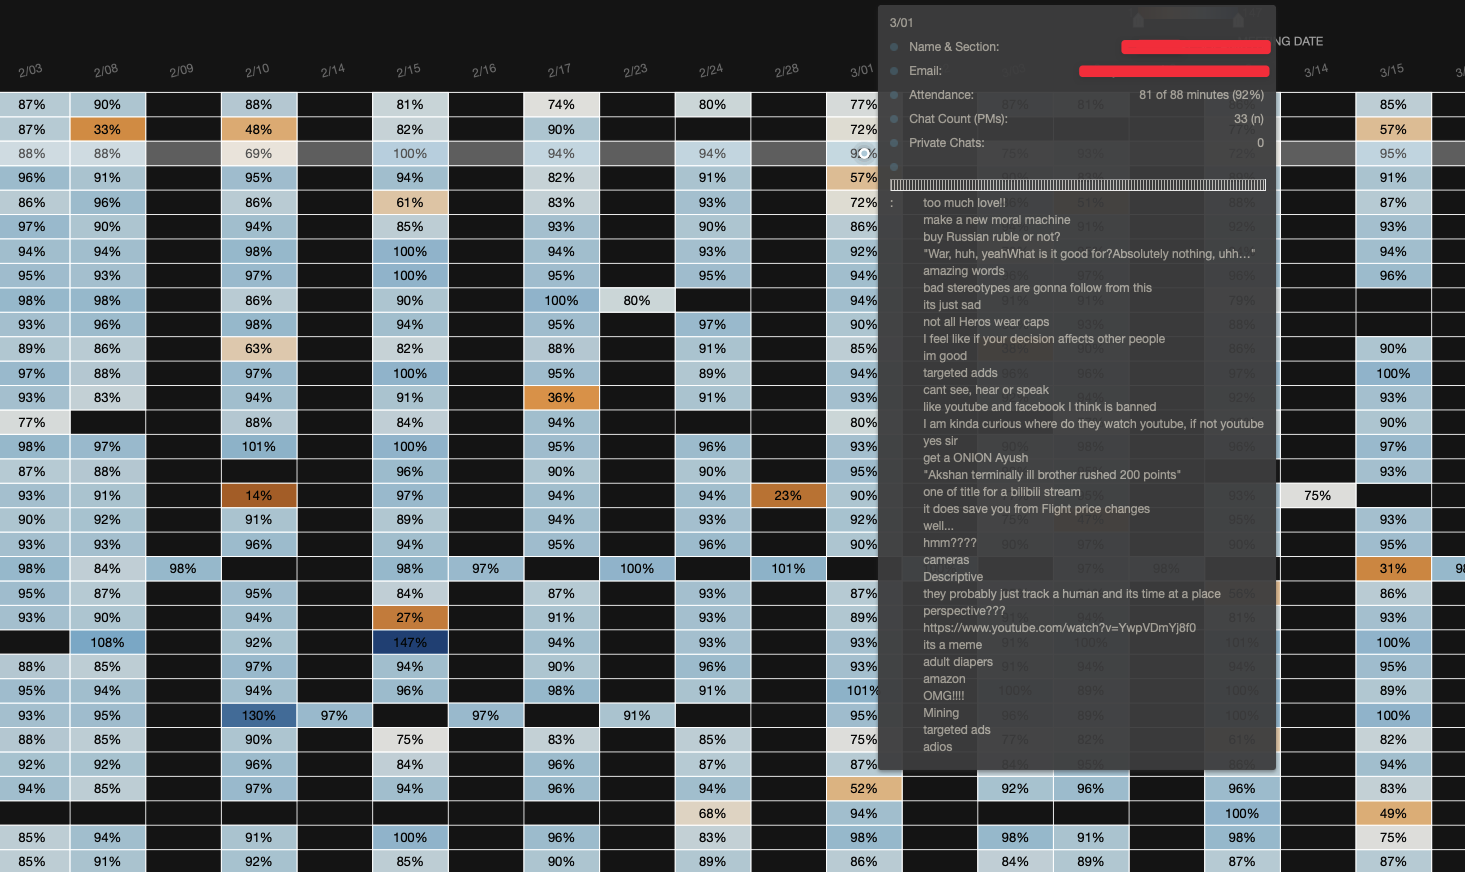 NG DATE
2/03 2/08 2/09 2/10 2/14 2/15 2/16 2/17 2/23 2/24 2/28 3/01 3/14 3/15
87% 90% 88% 81% 74% 80% 77% 85%
87% 33% 48% 82% 90% 72% 57%
88% 88% 69% 100% 94% 94% 95%
96% 91% 95% 94% 82% 91% 57% 91%
86% 96% 86% 61% 83% 93% 72% 87%
97% 90% 94% 85% 93% 90% 86% 93%
94% 94% 98% 100% 94% 93% 92% 94%
95% 93% 97% 100% 95% 95% 94% 96%
98% 98% 86% 90% 100% 80% 94%
93% 96% 98% 94% 95% 97% 90%
89% 86% 63% 82% 88% 91% 85% 90%
97% 88% 97% 100% 95% 89% 94% 100%
93% 83% 94% 91% 36% 91% 93% 93%
77% 88% 84% 94% 80% 90%
98% 97% 101% 100% 95% 96% 93% 97%
87% 88% 96% 90% 90% 95% 93%
93% 91% 14% 97% 94% 94% 23% 90% 75%
90% 92% 91% 89% 94% 93% 92% 93%
93% 93% 96% 94% 95% 96% 90% 95%
98% 84% 98% 98% 97% 100% 101% 31%
95% 87% 95% 84% 87% 93% 87% 86%
93% 90% 94% 27% 91% 93% 89% 93%
108% 92% 147% 94% 93% 93% 100%
88% 85% 97% 94% 90% 96% 93% 95%
95% 94% 94% 96% 98% 91% 101% 89%
93% 95% 130% 97% 97% 91% 95% 100%
88% 85% 90% 75% 83% 85% 75% 82%
92% 92% 96% 84% 96% 87% 87% 94%
94% 85% 97% 94% 96% 94% 52% 92% 96% 96% 83%
68% 94% 100% 49%
85% 94% 91% 100% 96% 83% 98% 98% 91% 98% 75%
85% 91% 92% 85% 90% 89% 86% 84% 89% 87% 87%
3/01
Name & Section:
Email:
Attendance: 81 of 88 minutes (92%)
Chat Count (PMs): 33 (n)
Private Chats: 0
: too much love!!
make a new moral machine
buy Russian ruble or not?
"War, huh, yeahWhat is it good for?Absolutely nothing, uhh..."
amazing words
bad stereotypes are gonna follow from this
its just sad
not all Heros wear caps
I feel like if your decision affects other people
im good
targeted adds
cant see, hear or speak
like youtube and facebook I think is banned
I am kinda curious where do they watch youtube, if not youtube
yes sir
get a ONION Ayush
"Akshan terminally ill brother rushed 200 points"
one of title for a bilibili stream
it does save you from Flight price changes
well...
hmm????
cameras
Descriptive
they probably just track a human and its time at a place
perspective???
https://www.youtube.com/watch?v=YwpVDmYj8f0
its a meme
adult diapers
amazon
OMG!!!!
Mining
targeted ads
adios